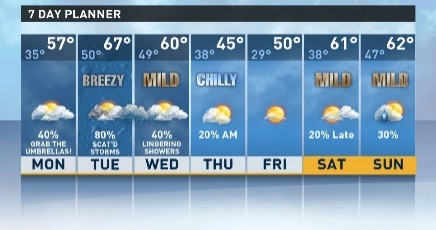 7 DAY PLANNER
57° 67° 60° 45° 50° 61° 62°
35° 50° 49° 38° 29° 38° 47°
BREEZY MILD CHILLY MILD MILD
40% 80% 40% 20% AM 20% Late 30%
GRAB THE UMBRELLAS! SCAT'D STORMS LINGERING SHOWERS
MON TUE WED THU FRI SAT SUN